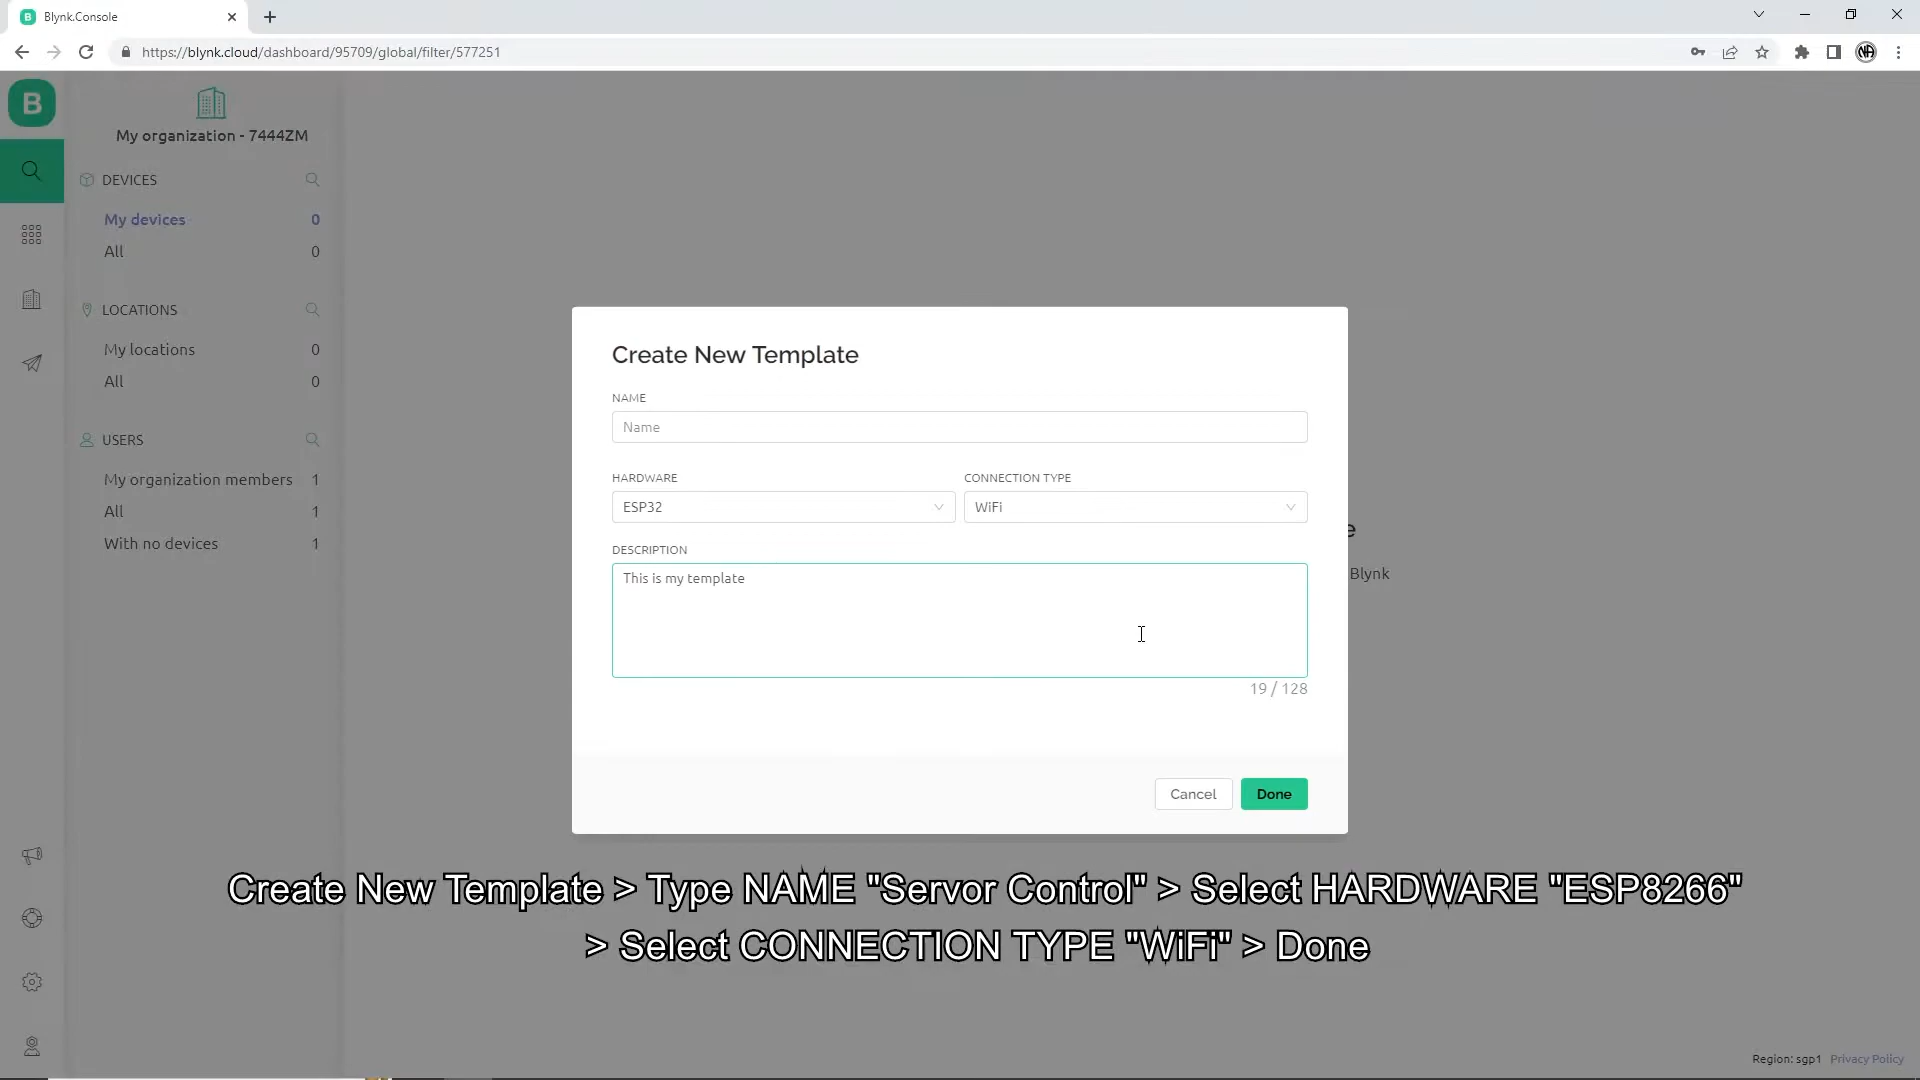 Blynk.Console
https://blynk.cloud/dashboard/95709/global/filter/577251
B
My organization - 7444ZM
DEVICES
My devices 0
All 0
LOCATIONS
My locations 0
All 0
USERS
My organization members 1
All 1
With no devices 1
Create New Template
NAME
Name
HARDWARE CONNECTION TYPE
ESP32 WiFi
DESCRIPTION
This is my template
19 / 128
Cancel Done
e
Blynk
Create New Template > Type NAME "Servor Control" > Select HARDWARE "ESP8266"
> Select CONNECTION TYPE "WiFi" > Done
Region: sgp1 Privacy Policy